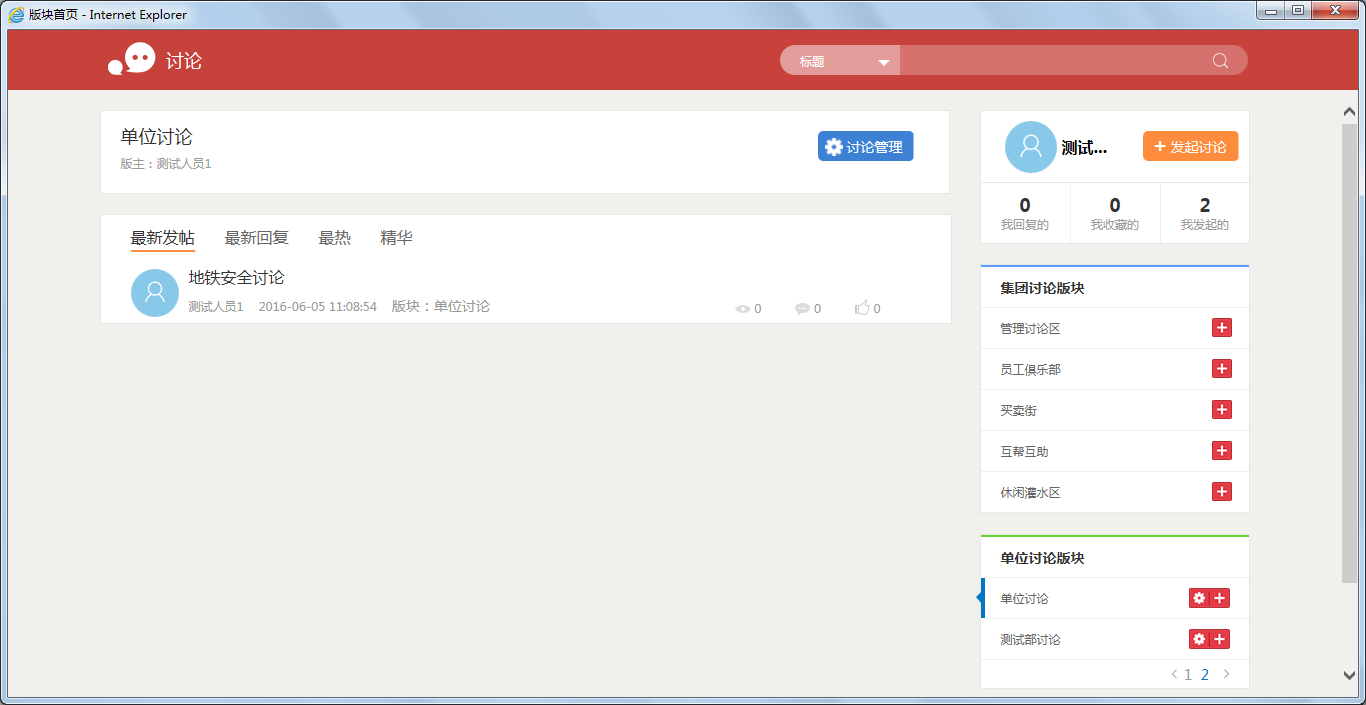 版块首页 - Internet Explorer
讨论
标题
单位讨论
版主：测试人员1
讨论管理
最新发帖 最新回复 最热 精华
地铁安全讨论
测试人员1 2016-06-05 11:08:54 版块：单位讨论 0 0 0
测试... + 发起讨论
0 0 2
我回复的 我收藏的 我发起的
集团讨论版块
管理讨论区
员工俱乐部
买卖街
互帮互助
休闲灌水区
单位讨论版块
单位讨论
测试部讨论
< 1 2 >